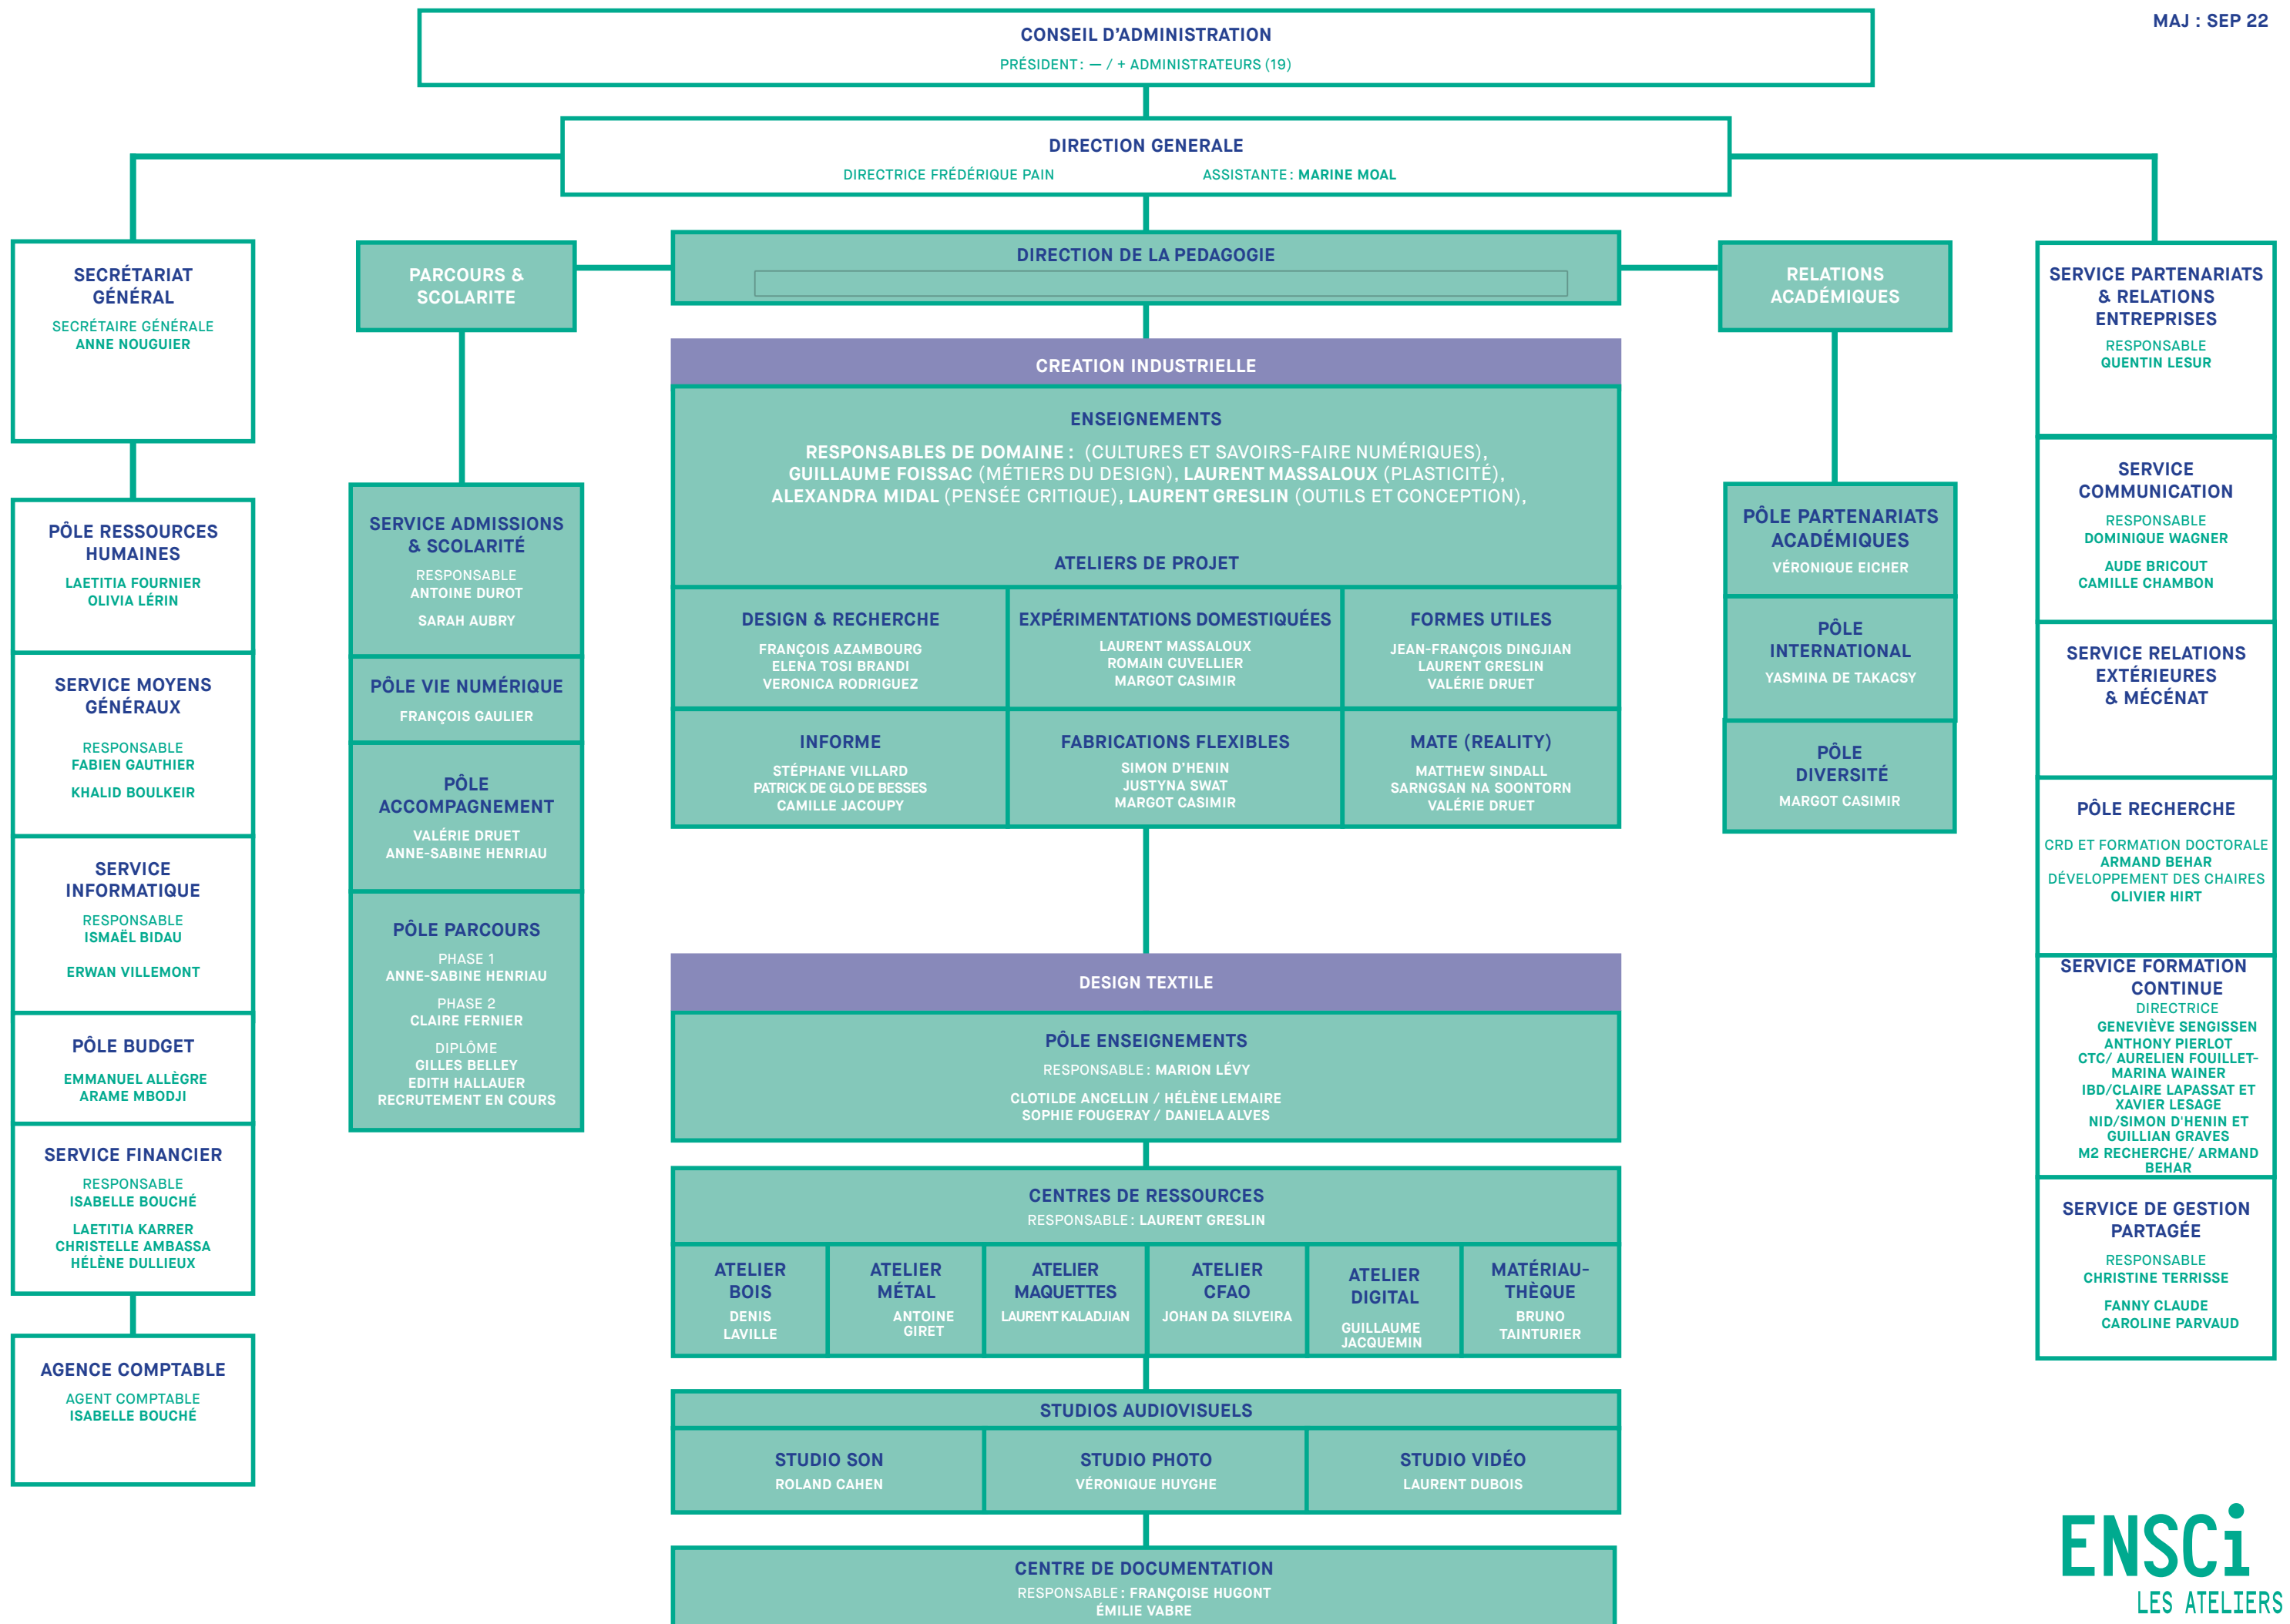 MAJ : SEP 22
CONSEIL D'ADMINISTRATION
PRÉSIDENT : — / + ADMINISTRATEURS (19)
DIRECTION GENERALE
DIRECTRICE FRÉDÉRIQUE PAIN
ASSISTANTE : MARINE MOAL
SECRÉTARIAT
GÉNÉRAL
SECRÉTAIRE GÉNÉRALE
ANNE NOUGUIER
PÔLE RESSOURCES
HUMAINES
LAETITIA FOURNIER
OLIVIA LÉRIN
SERVICE MOYENS
GÉNÉRAUX
RESPONSABLE
FABIEN GAUTHIER
KHALID BOULKEIR
SERVICE
INFORMATIQUE
RESPONSABLE
ISMAËL BIDAU
ERWAN VILLEMONT
PÔLE BUDGET
EMMANUEL ALLÈGRE
ARAME MBODJI
SERVICE FINANCIER
RESPONSABLE
ISABELLE BOUCHÉ
LAETITIA KARRER
CHRISTELLE AMBASSA
HÉLÈNE DULLIEUX
AGENCE COMPTABLE
AGENT COMPTABLE
ISABELLE BOUCHÉ
PARCOURS &
SCOLARITE
SERVICE ADMISSIONS
& SCOLARITÉ
RESPONSABLE
ANTOINE DUROT
SARAH AUBRY
PÔLE VIE NUMÉRIQUE
FRANÇOIS GAULIER
PÔLE
ACCOMPAGNEMENT
VALÉRIE DRUET
ANNE-SABINE HENRIAU
PÔLE PARCOURS
PHASE 1
ANNE-SABINE HENRIAU
PHASE 2
CLAIRE FERNIER
DIPLÔME
GILLES BELLEY
EDITH HALLAUER
RECRUTEMENT EN COURS
DIRECTION DE LA PEDAGOGIE
CREATION INDUSTRIELLE
ENSEIGNEMENTS
RESPONSABLES DE DOMAINE : (CULTURES ET SAVOIRS-FAIRE NUMÉRIQUES),
GUILLAUME FOISSAC (MÉTIERS DU DESIGN), LAURENT MASSALOUX (PLASTICITÉ),
ALEXANDRA MIDAL (PENSÉE CRITIQUE), LAURENT GRESLIN (OUTILS ET CONCEPTION),
ATELIERS DE PROJET
DESIGN & RECHERCHE
FRANÇOIS AZAMBOURG
ELENA TOSI BRANDI
VERONICA RODRIGUEZ
EXPÉRIMENTATIONS DOMESTIQUÉES
LAURENT MASSALOUX
ROMAIN CUVELLIER
MARGOT CASIMIR
FORMES UTILES
JEAN-FRANÇOIS DINGJIAN
LAURENT GRESLIN
VALÉRIE DRUET
INFORME
STÉPHANE VILLARD
PATRICK DE GLO DE BESSES
CAMILLE JACOUPY
FABRICATIONS FLEXIBLES
SIMON D'HENIN
JUSTYNA SWAT
MARGOT CASIMIR
MATE (REALITY)
MATTHEW SINDALL
SARNGSAN NA SOONTORN
VALÉRIE DRUET
DESIGN TEXTILE
PÔLE ENSEIGNEMENTS
RESPONSABLE : MARION LÉVY
CLOTILDE ANCELLIN / HÉLÈNE LEMAIRE
SOPHIE FOUGERAY / DANIELA ALVES
CENTRES DE RESSOURCES
RESPONSABLE : LAURENT GRESLIN
ATELIER
BOIS
DENIS
LAVILLE
ATELIER
MÉTAL
ANTOINE
GIRET
ATELIER
MAQUETTES
LAURENT KALADJIAN
ATELIER
CFAO
JOHAN DA SILVEIRA
ATELIER
DIGITAL
GUILLAUME
JACQUEMIN
MATÉRIAU-
THÈQUE
BRUNO
TAINTURIER
STUDIOS AUDIOVISUELS
STUDIO SON
ROLAND CAHEN
STUDIO PHOTO
VÉRONIQUE HUYGHE
STUDIO VIDÉO
LAURENT DUBOIS
CENTRE DE DOCUMENTATION
RESPONSABLE : FRANÇOISE HUGONT
ÉMILIE VABRE
RELATIONS
ACADÉMIQUES
PÔLE PARTENARIATS
ACADÉMIQUES
VÉRONIQUE EICHER
PÔLE
INTERNATIONAL
YASMINA DE TAKACSY
PÔLE
DIVERSITÉ
MARGOT CASIMIR
SERVICE PARTENARIATS
& RELATIONS
ENTREPRISES
RESPONSABLE
QUENTIN LESUR
SERVICE
COMMUNICATION
RESPONSABLE
DOMINIQUE WAGNER
AUDE BRICOUT
CAMILLE CHAMBON
SERVICE RELATIONS
EXTÉRIEURES
& MÉCÉNAT
PÔLE RECHERCHE
CRD ET FORMATION DOCTORALE
ARMAND BEHAR
DÉVELOPPEMENT DES CHAIRES
OLIVIER HIRT
SERVICE FORMATION
CONTINUE
DIRECTRICE
GENEVIÈVE SENGISSEN
ANTHONY PIERLOT
CTC/ AURELIEN FOUILLET-
MARINA WAINER
IBD/CLAIRE LAPASSAT ET
XAVIER LESAGE
NID/SIMON D'HENIN ET
GUILLIAN GRAVES
M2 RECHERCHE/ ARMAND
BEHAR
SERVICE DE GESTION
PARTAGÉE
RESPONSABLE
CHRISTINE TERRISSE
FANNY CLAUDE
CAROLINE PARVAUD
ENSCi
LES ATELIERS